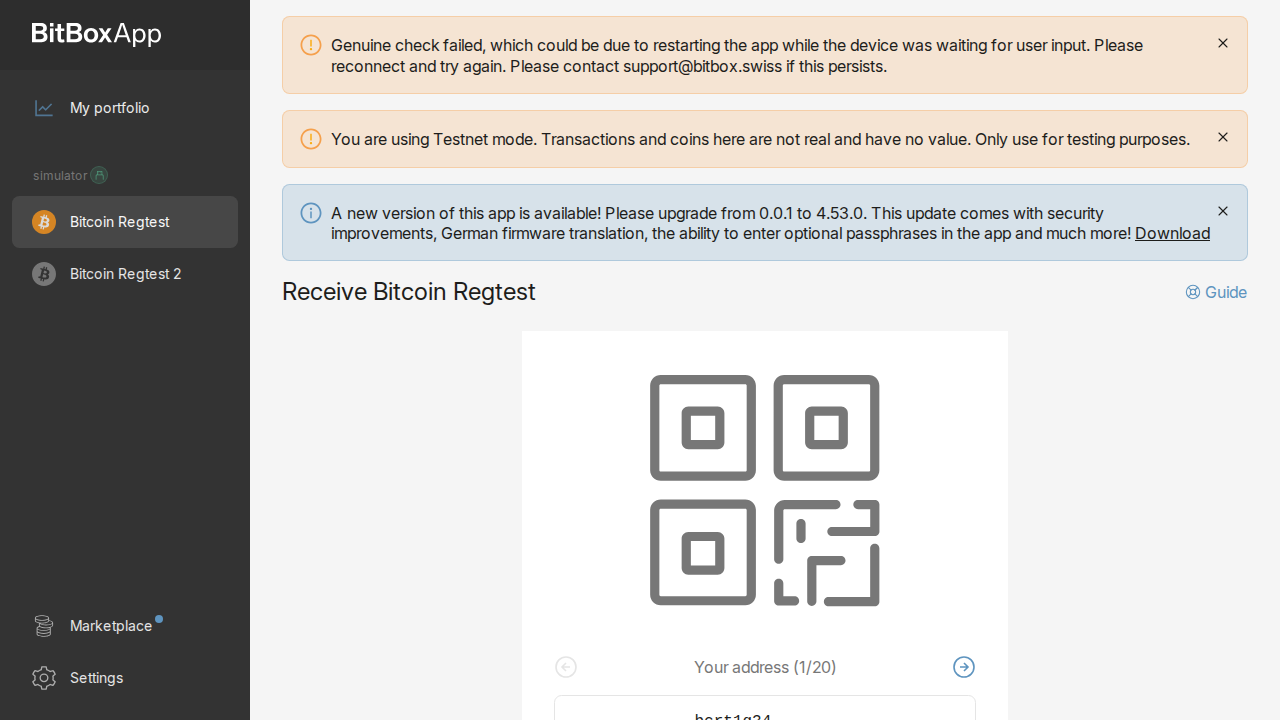 BitBoxApp
My portfolio
simulator
Bitcoin Regtest
Bitcoin Regtest 2
Marketplace
Settings
Genuine check failed, which could be due to restarting the app while the device was waiting for user input. Please
reconnect and try again. Please contact support@bitbox.swiss if this persists.
You are using Testnet mode. Transactions and coins here are not real and have no value. Only use for testing purposes.
A new version of this app is available! Please upgrade from 0.0.1 to 4.53.0. This update comes with security
improvements, German firmware translation, the ability to enter optional passphrases in the app and much more! Download
Receive Bitcoin Regtest
Guide
Your address (1/20)